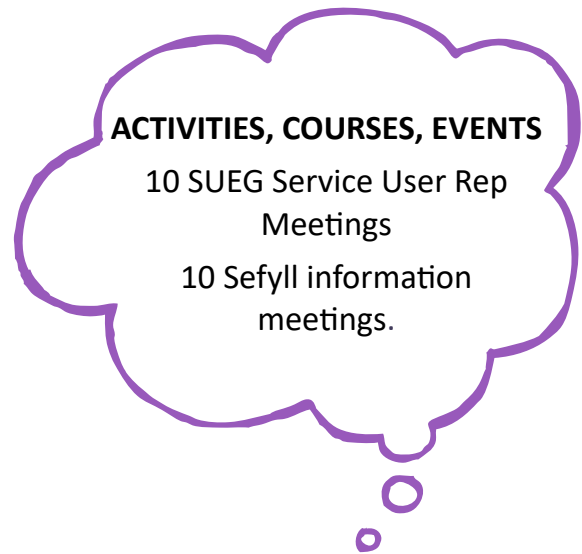 ACTIVITIES, COURSES, EVENTS
10 SUEG Service User Rep
Meetings
10 Sefyll information
meetings.